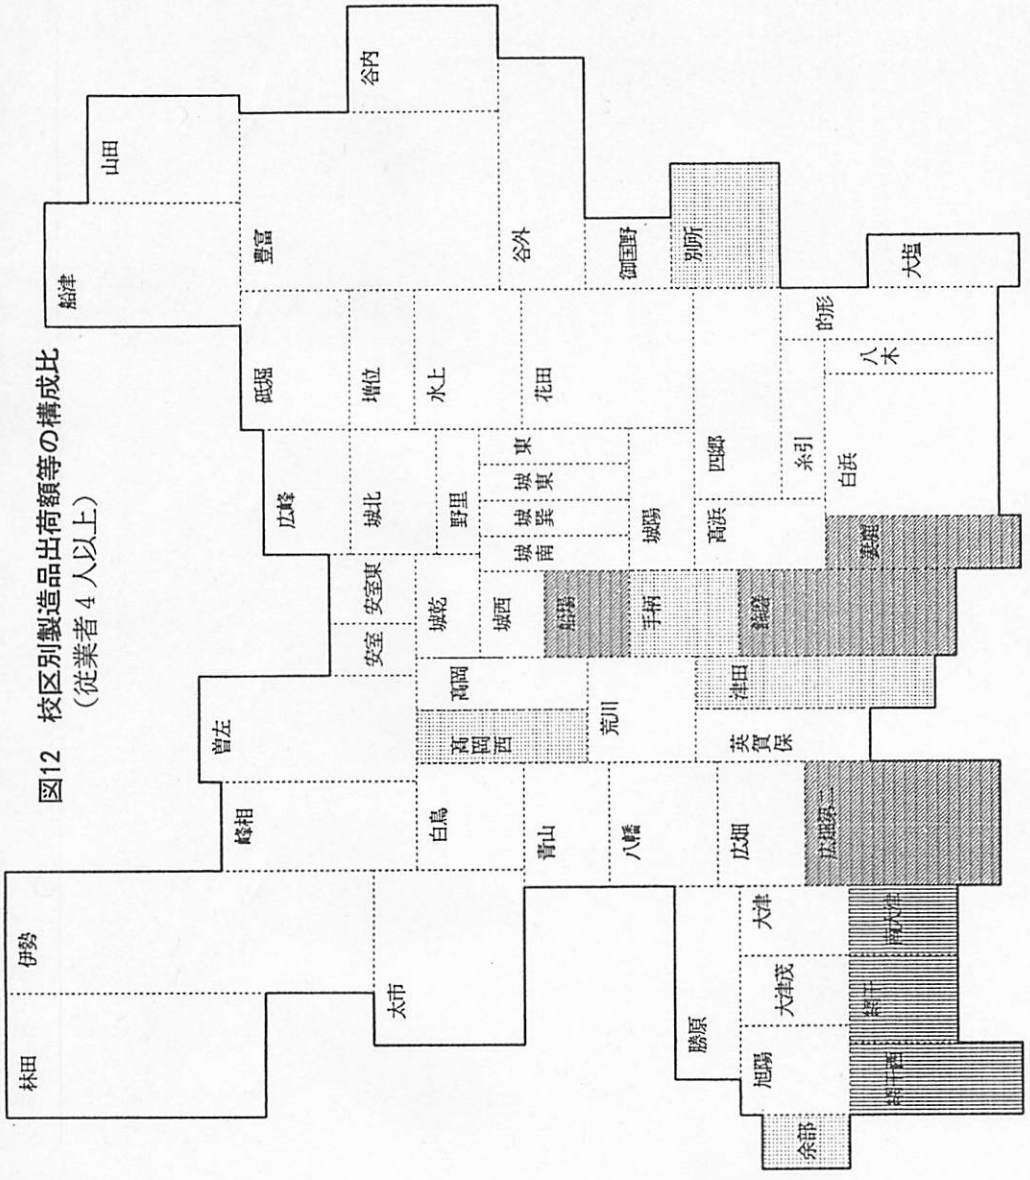 図12 校区別製造品出荷額等の構成比
(従業者4人以上)
林田
伊勢
船津
山田
谷内
豊富
峰相
曽左
広峰
砥堀
安室
安室東
城北
増位
太市
白鳥
高岡西
高岡
城乾
野里
水上
城西
城南
城巽
城東
東
花田
谷外
青山
船場
荒川
八幡
手柄
城陽
御国野
別所
勝原
広畑
英賀保
津田
飾磨
高浜
四郷
糸引
的形
余部
旭陽
大津茂
大津
広畑第二
妻鹿
白浜
八木
大塩
網干西
網干
南大津